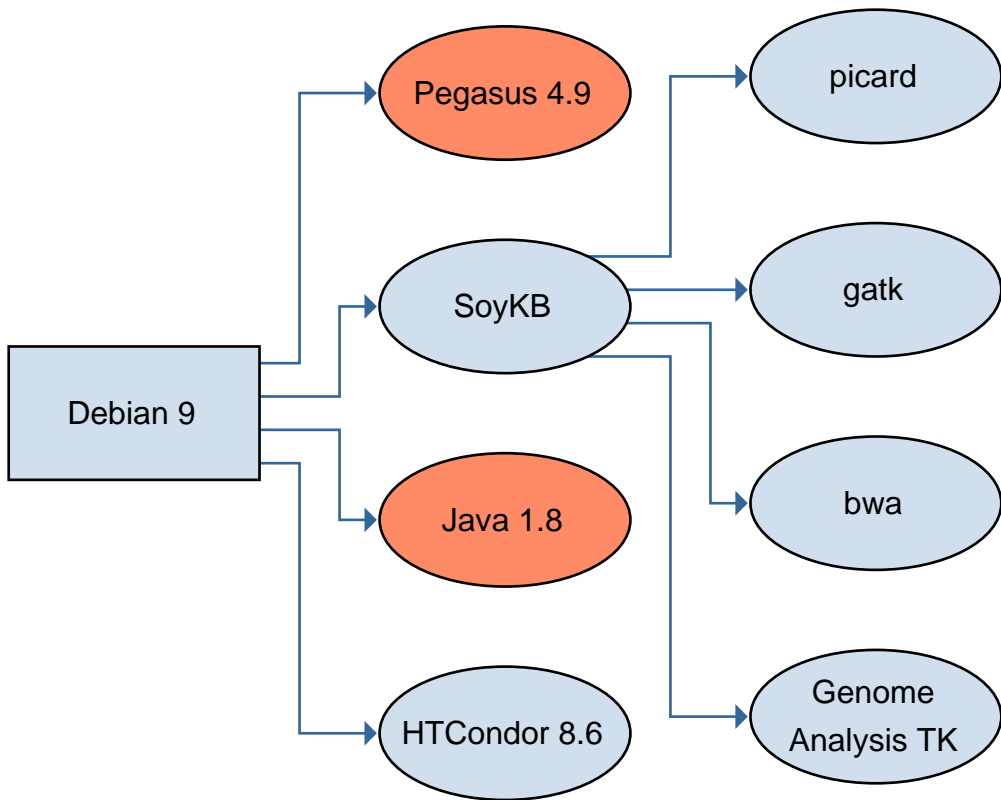 Debian 9
Pegasus 4.9
SoyKB
Java 1.8
HTCondor 8.6
picard
gatk
bwa
Genome
Analysis TK